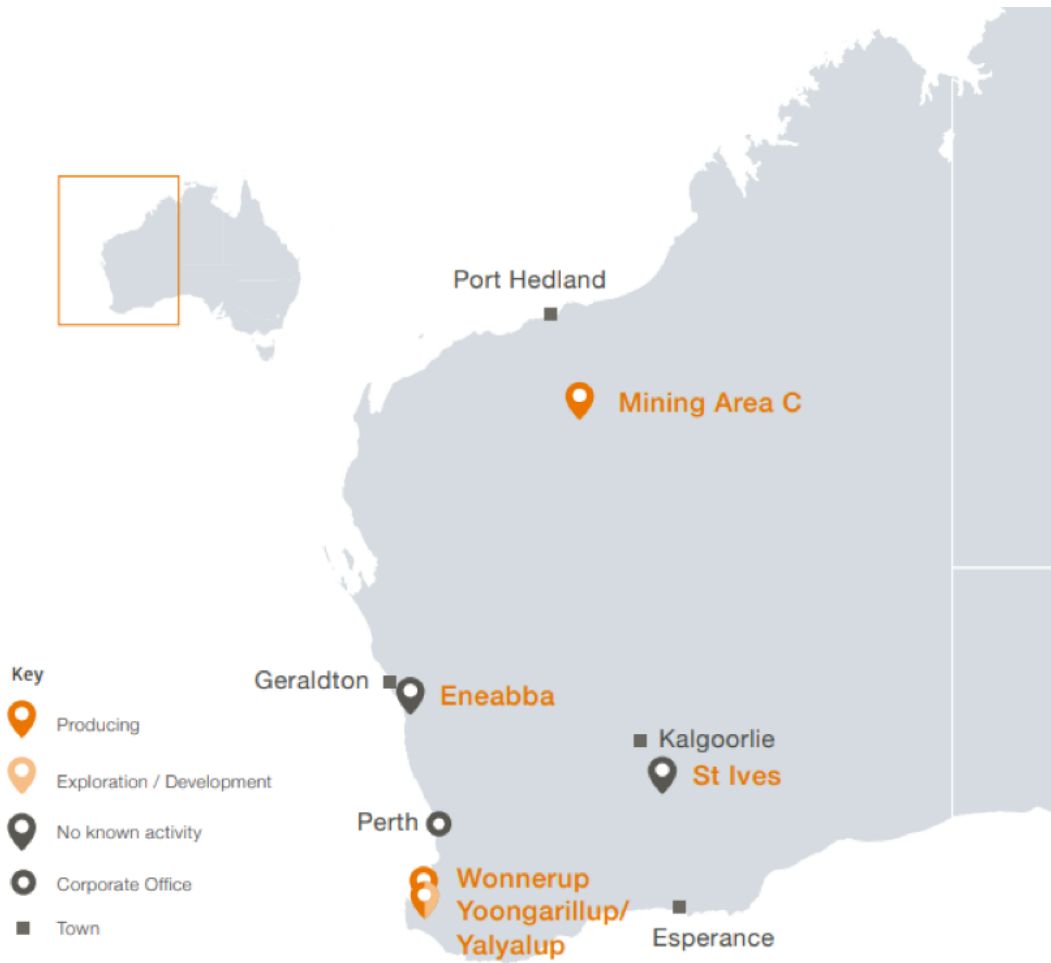 Port Hedland
Mining Area C
Key
Geraldton
Eneabba
Producing
Kalgoorlie
Exploration / Development
St Ives
Perth
No known activity
Corporate Office
Wonnerup
Yoongarillup/
Yalyalup
Town
Esperance